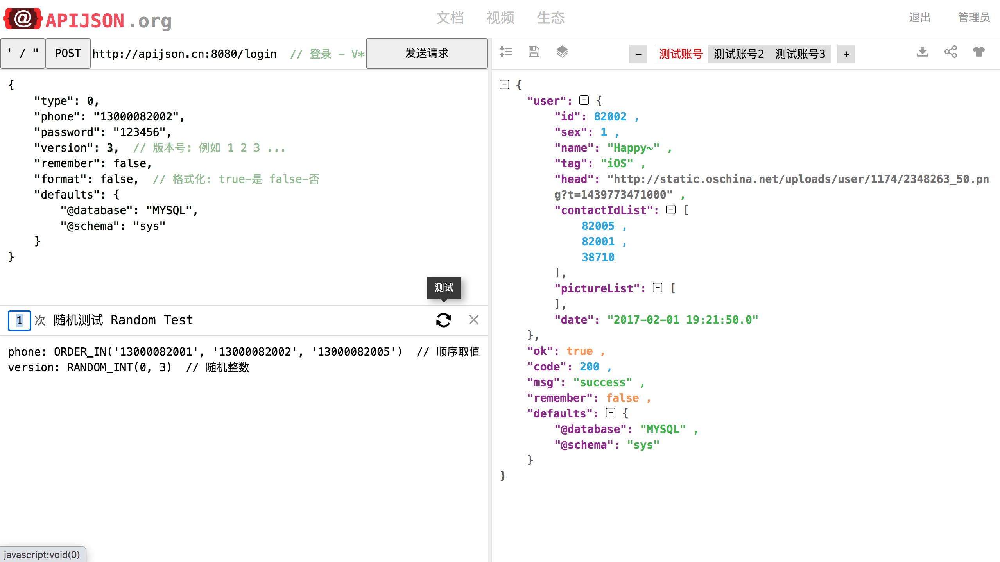 {@} APIJSON.org
文档 视频 生态
退出 管理员
' / " POST http://apijson.cn:8080/login // 登录 - V* 发送请求
- 测试账号 测试账号2 测试账号3 +
{
"type": 0,
"phone": "13000082002",
"password": "123456",
"version": 3, // 版本号: 例如 1 2 3 ...
"remember": false,
"format": false, // 格式化: true-是 false-否
"defaults": {
"@database": "MYSQL",
"@schema": "sys"
}
}
测试
1 次 随机测试 Random Test
phone: ORDER_IN('13000082001', '13000082002', '13000082005') // 顺序取值
version: RANDOM_INT(0, 3) // 随机整数
javascript:void(0)
{
"user": {
"id": 82002 ,
"sex": 1 ,
"name": "Happy~" ,
"tag": "iOS" ,
"head": "http://static.oschina.net/uploads/user/1174/2348263_50.pn
g?t=1439773471000" ,
"contactIdList": [
82005 ,
82001 ,
38710
],
"pictureList": [
],
"date": "2017-02-01 19:21:50.0"
},
"ok": true ,
"code": 200 ,
"msg": "success" ,
"remember": false ,
"defaults": {
"@database": "MYSQL" ,
"@schema": "sys"
}
}